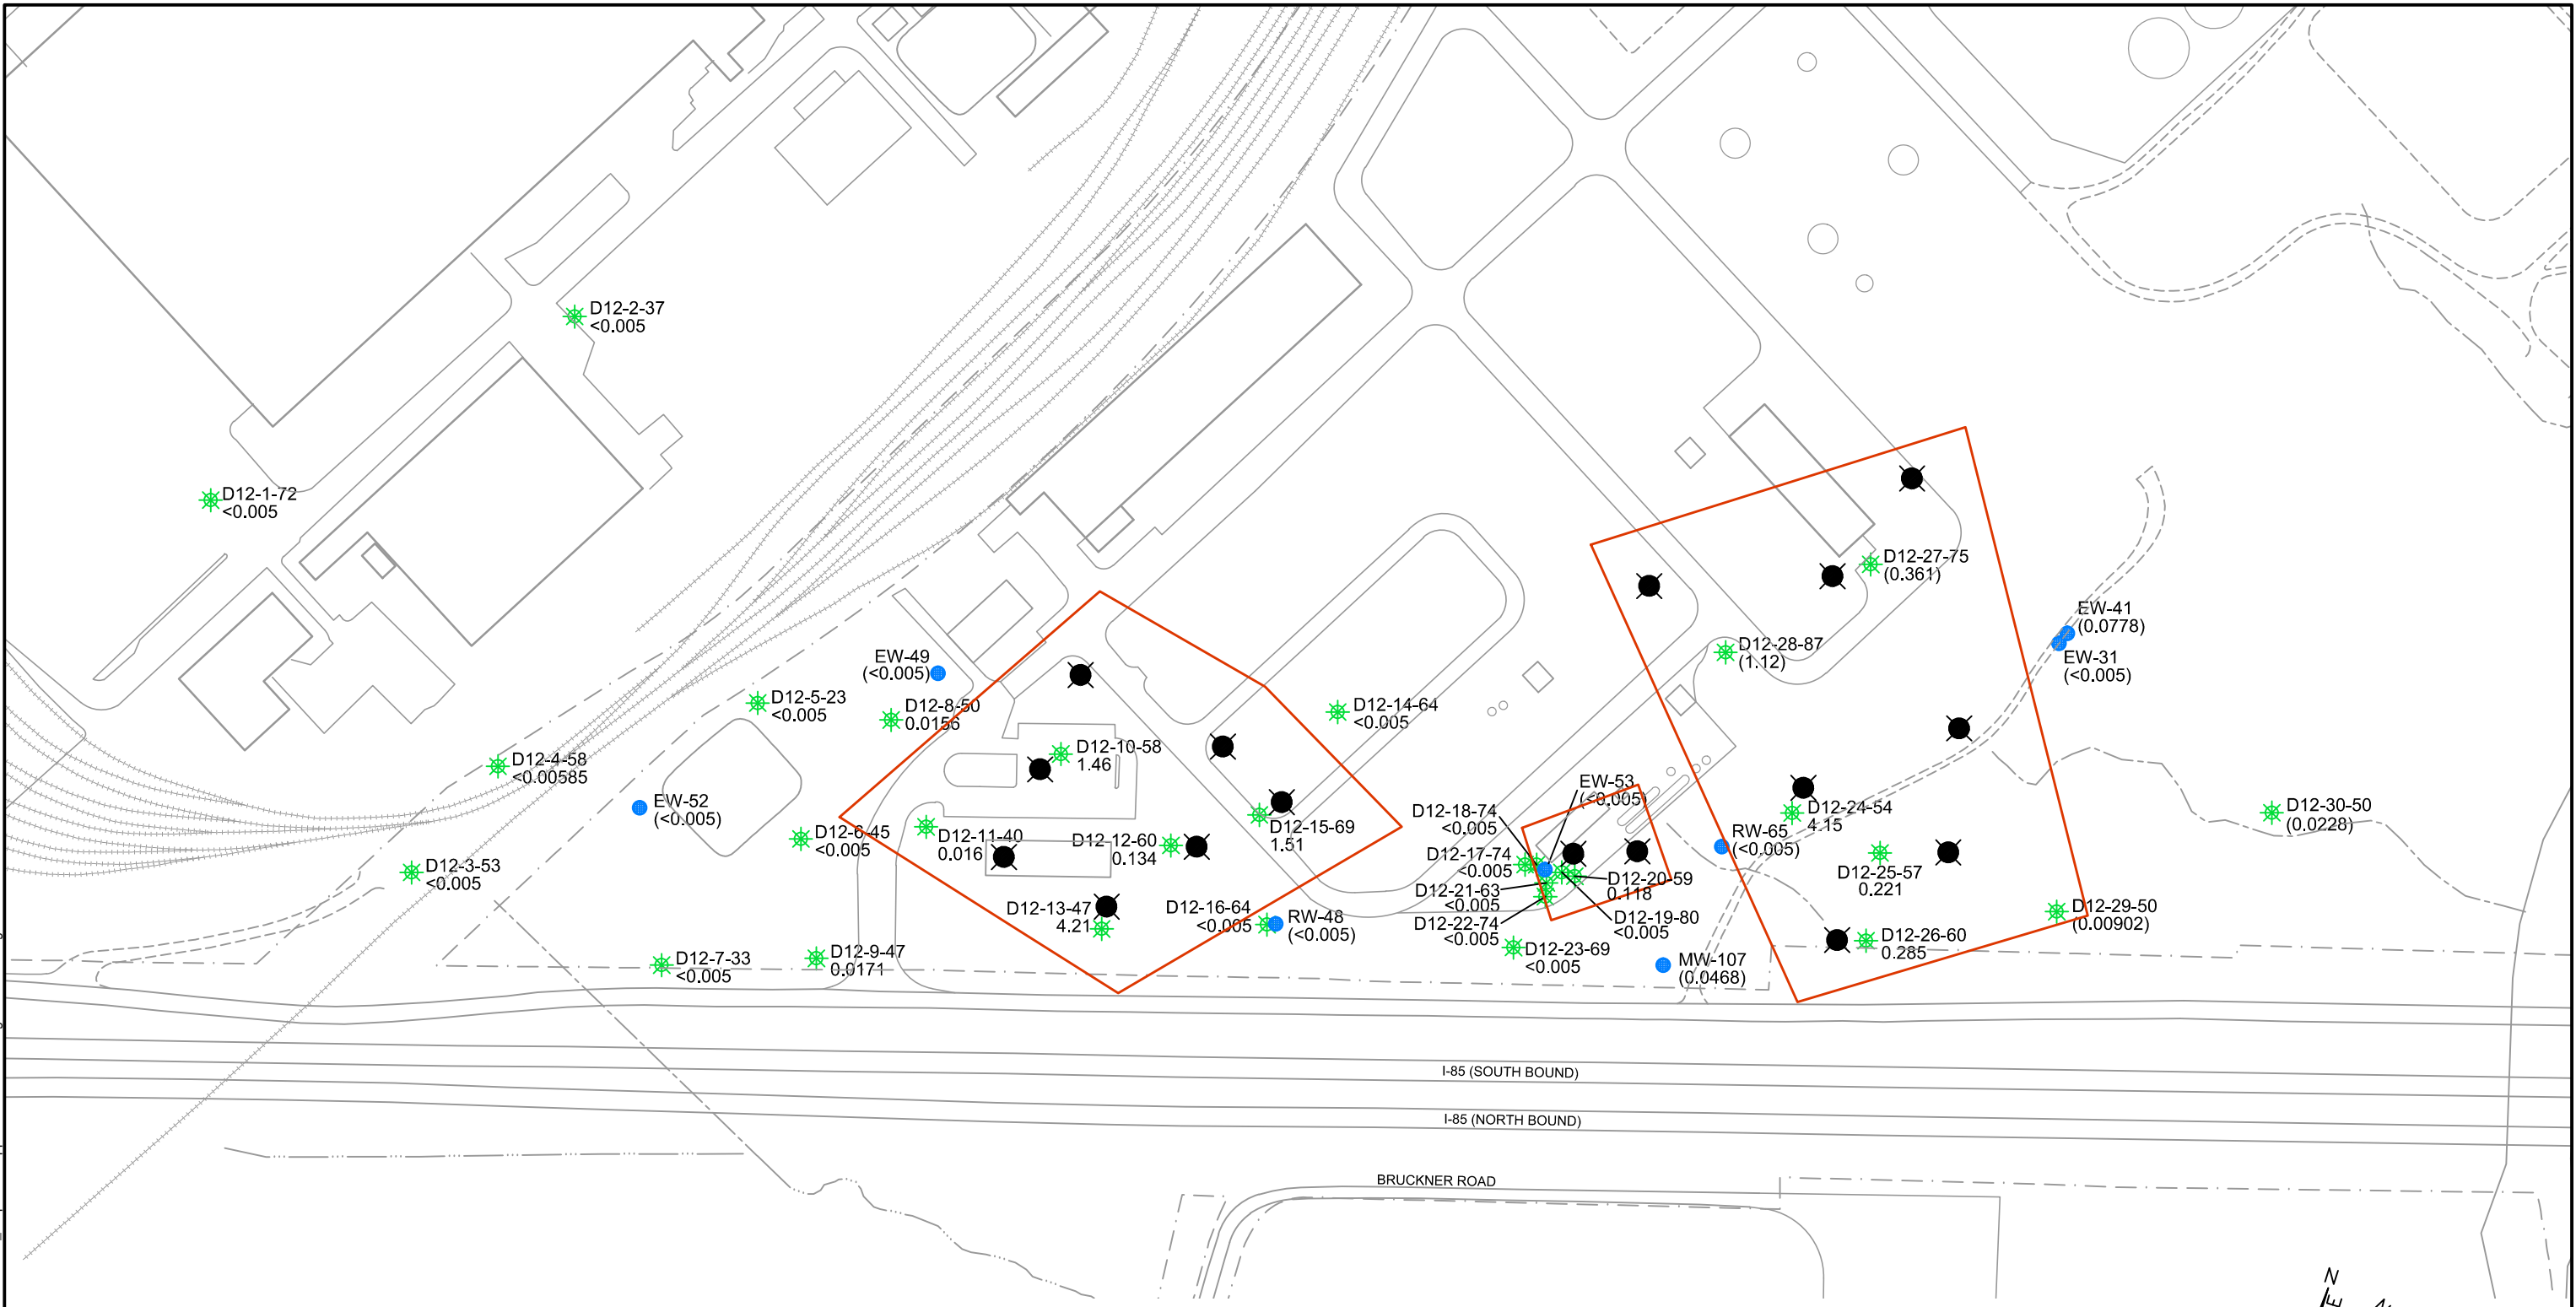 D12-2-37
<0.005
D12-1-72
<0.005
D12-27-75
(0.361)
EW-41
(0.0778)
D12-28-87
(1.12)
EW-31
(<0.005)
EW-49
(<0.005)
D12-5-23
<0.005
D12-8-50
0.0156
D12-14-64
<0.005
D12-10-58
1.46
D12-4-58
<0.00585
EW-52
(<0.005)
EW-53
(<0.005)
D12-24-54
4.15
D12-30-50
(0.0228)
D12-18-74
<0.005
D12-6-45
<0.005
D12-11-40
0.016
D12-12-60
0.134
D12-15-69
1.51
RW-65
(<0.005)
D12-17-74
<0.005
D12-3-53
<0.005
D12-25-57
0.221
D12-20-59
0.118
D12-21-63
<0.005
D12-13-47
4.21
D12-16-64
<0.005
RW-48
(<0.005)
D12-22-74
<0.005
D12-19-80
<0.005
D12-29-50
(0.00902)
D12-26-60
0.285
D12-7-33
<0.005
D12-9-47
0.0171
D12-23-69
<0.005
MW-107
(0.0468)
I-85 (SOUTH BOUND)
I-85 (NORTH BOUND)
BRUCKNER ROAD
N